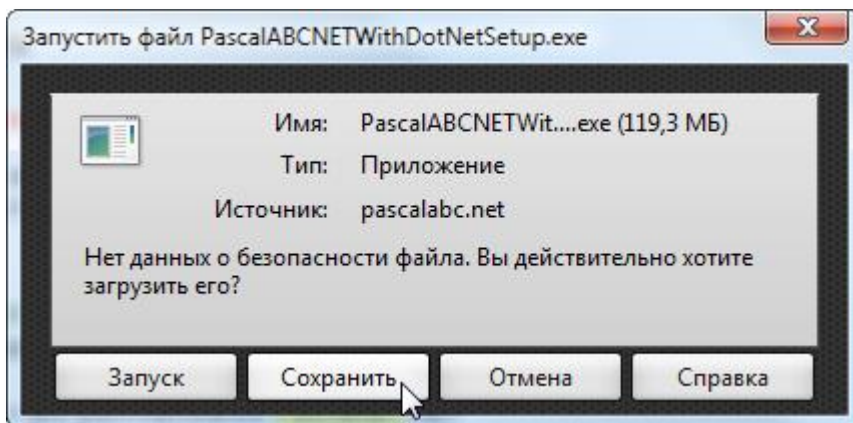 Запустить файл PascalABCNETWithDotNetSetup.exe
Имя: PascalABCNETWit....exe (119,3 МБ)
Тип: Приложение
Источник: pascalabc.net
Нет данных о безопасности файла. Вы действительно хотите
загрузить его?
Запуск Сохранить Отмена Справка